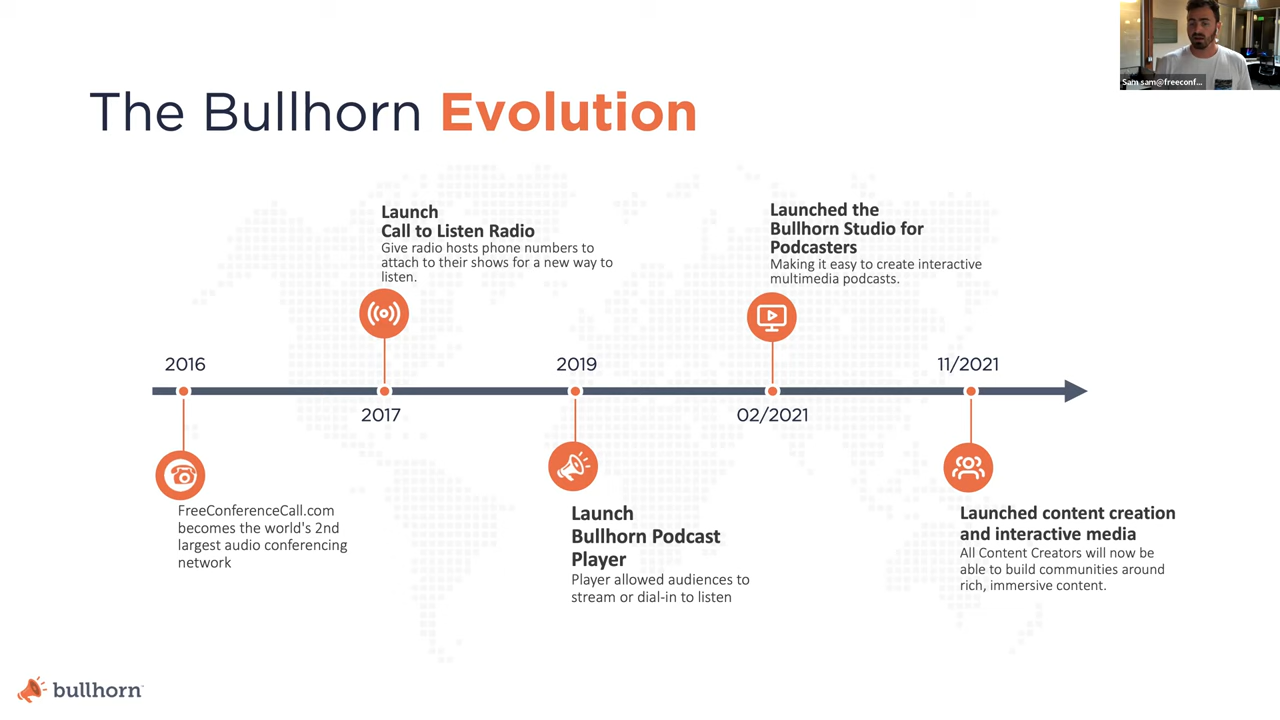 Sam sam@freeconf...
The Bullhorn Evolution
Launch
Call to Listen Radio
Give radio hosts phone numbers to
attach to their shows for a new way to
listen.
Launched the
Bullhorn Studio for
Podcasters
Making it easy to create interactive
multimedia podcasts.
2016
2019
11/2021
2017
02/2021
FreeConferenceCall.com
becomes the world's 2nd
largest audio conferencing
network
Launch
Bullhorn Podcast
Player
Player allowed audiences to
stream or dial-in to listen
Launched content creation
and interactive media
All Content Creators will now be
able to build communities around
rich, immersive content.
bullhorn